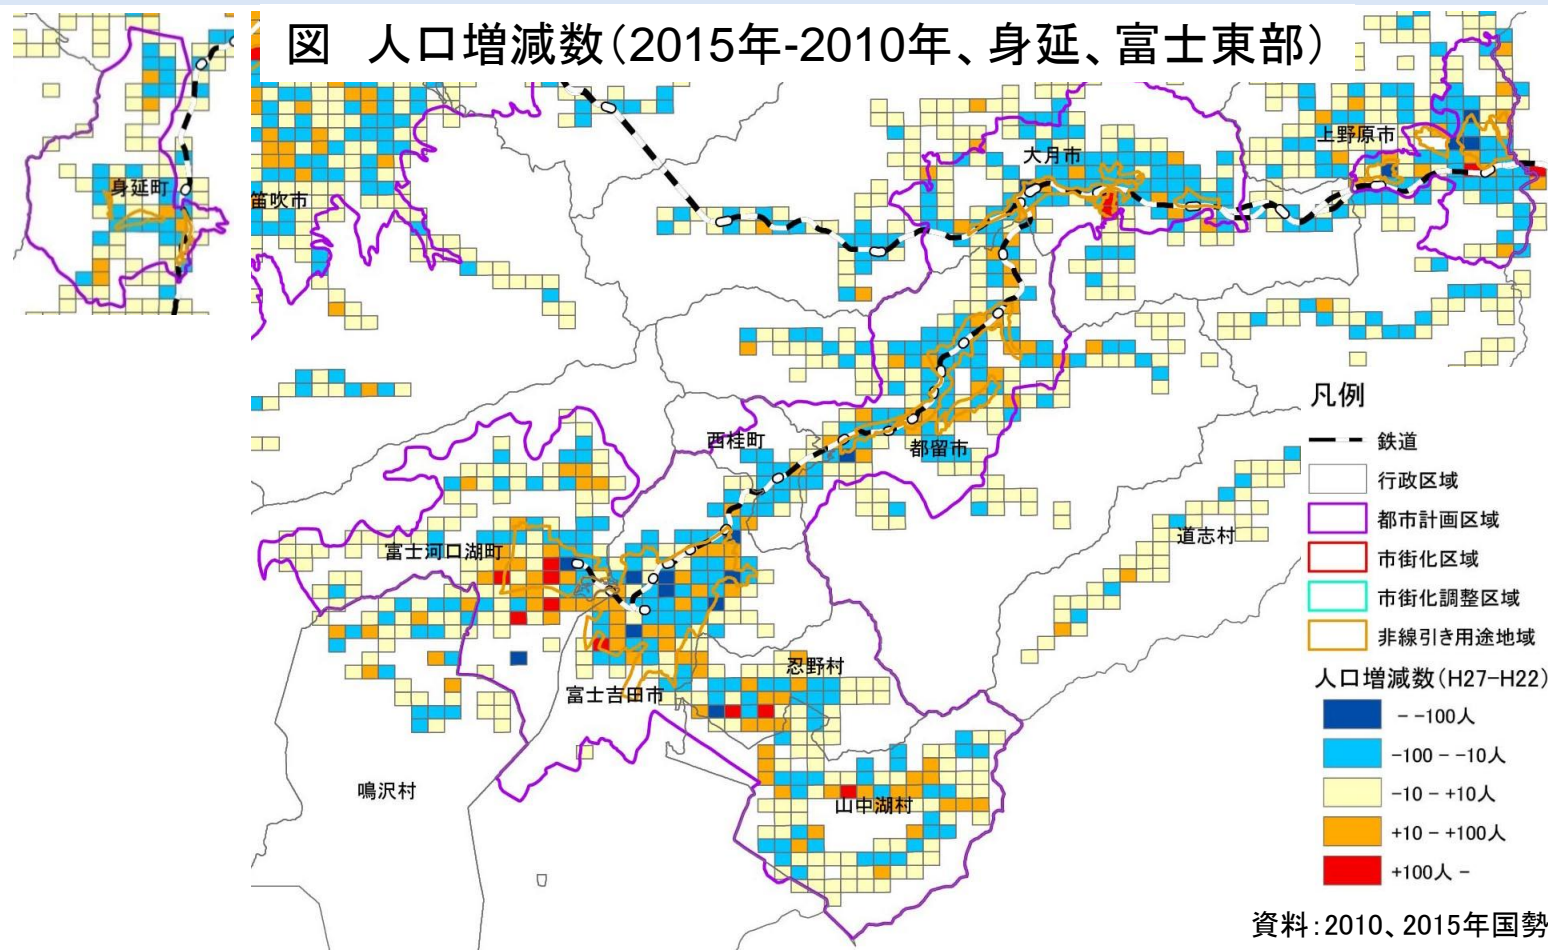 図 人口増減数(2015年-2010年、身延、富士東部)
上野原市
大月市
身延町
笛吹市
西桂町
都留市
道志村
富士河口湖町
忍野村
富士吉田市
鳴沢村
山中湖村
凡例
鉄道
行政区域
都市計画区域
市街化区域
市街化調整区域
非線引き用途地域
人口増減数(H27-H22)
- -100人
-100 - -10人
-10 - +10人
+10 - +100人
+100人 -
資料:2010、2015年国勢